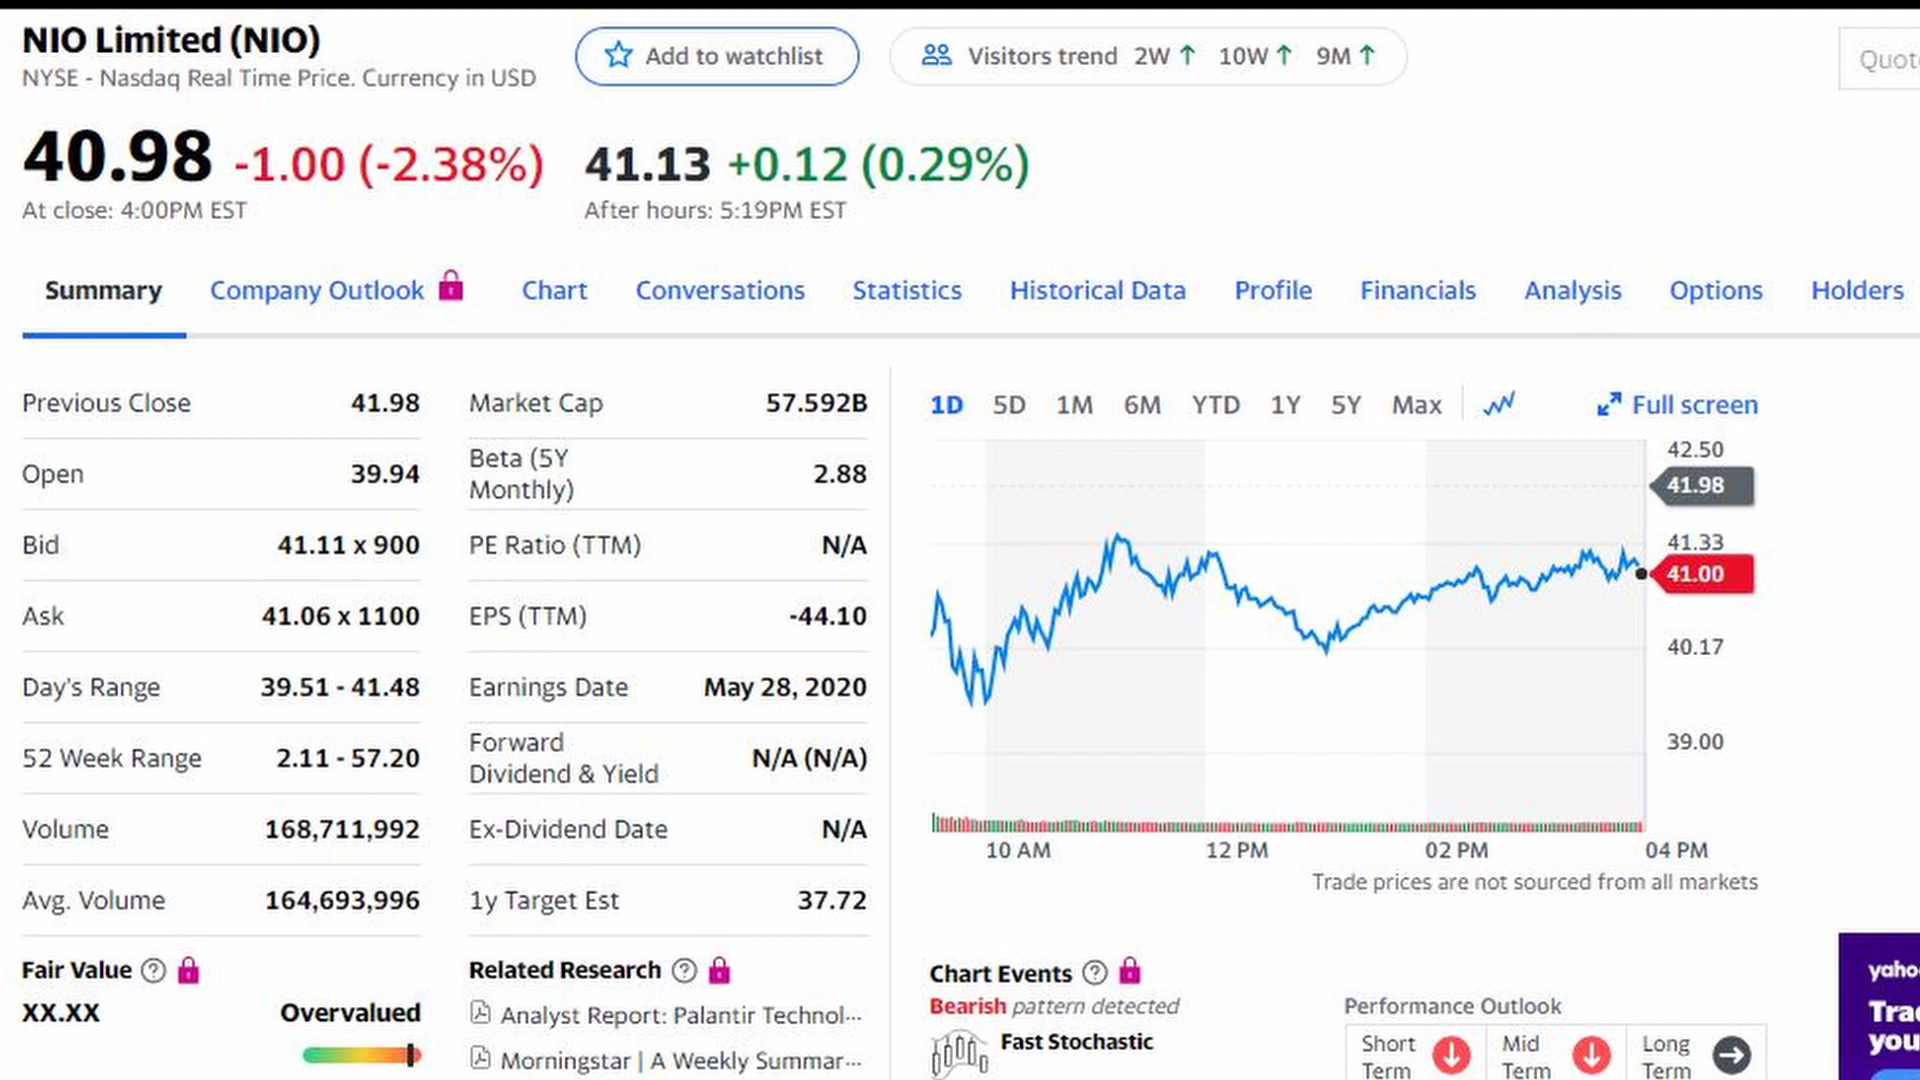 NIO Limited (NIO)
NYSE - Nasdaq Real Time Price. Currency in USD
Add to watchlist
Visitors trend 2W ↑ 10W ↑ 9M ↑
40.98 -1.00 (-2.38%)
At close: 4:00PM EST
41.13 +0.12 (0.29%)
After hours: 5:19PM EST
Summary Company Outlook Chart Conversations Statistics Historical Data Profile Financials Analysis Options Holders
Previous Close 41.98
Open 39.94
Bid 41.11 x 900
Ask 41.06 x 1100
Day's Range 39.51 - 41.48
52 Week Range 2.11 - 57.20
Volume 168,711,992
Avg. Volume 164,693,996
Market Cap 57.592B
Beta (5Y
Monthly) 2.88
PE Ratio (TTM) N/A
EPS (TTM) -44.10
Earnings Date May 28, 2020
Forward
Dividend & Yield N/A (N/A)
Ex-Dividend Date N/A
1y Target Est 37.72
1D 5D 1M 6M YTD 1Y 5Y Max Full screen
42.50
41.98
41.33
41.00
40.17
39.00
10 AM 12 PM 02 PM 04 PM
Trade prices are not sourced from all markets
Fair Value
XX.XX Overvalued
Related Research
Analyst Report: Palantir Technol...
Morningstar | A Weekly Summar...
Chart Events
Bearish pattern detected
Fast Stochastic
Performance Outlook
Short
Term
Mid
Term
Long
Term